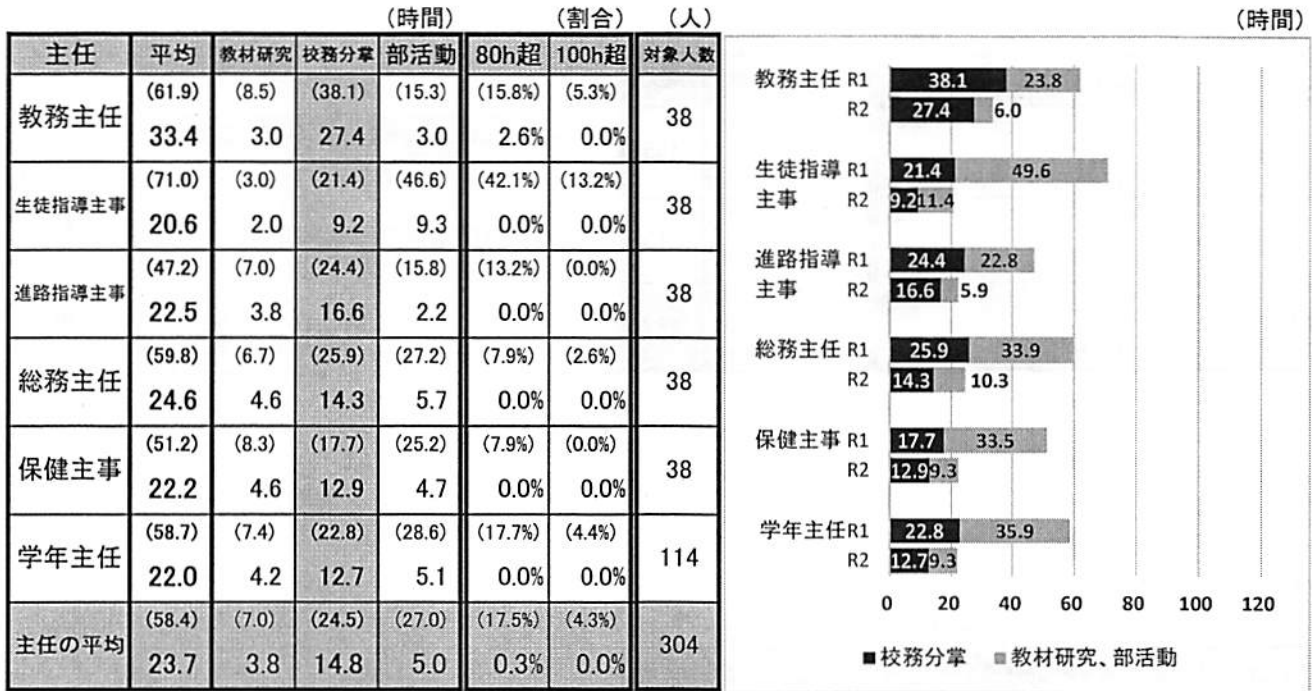 (時間) (割合) (人)
主任 平均 教材研究 校務分掌 部活動 80h超 100h超 対象人数
教務主任 (61.9) (8.5) (38.1) (15.3) (15.8%) (5.3%) 38
33.4 3.0 27.4 3.0 2.6% 0.0%
生徒指導主事 (71.0) (3.0) (21.4) (46.6) (42.1%) (13.2%) 38
20.6 2.0 9.2 9.3 0.0% 0.0%
進路指導主事 (47.2) (7.0) (24.4) (15.8) (13.2%) (0.0%) 38
22.5 3.8 16.6 2.2 0.0% 0.0%
総務主任 (59.8) (6.7) (25.9) (27.2) (7.9%) (2.6%) 38
24.6 4.6 14.3 5.7 0.0% 0.0%
保健主事 (51.2) (8.3) (17.7) (25.2) (7.9%) (0.0%) 38
22.2 4.6 12.9 4.7 0.0% 0.0%
学年主任 (58.7) (7.4) (22.8) (28.6) (17.7%) (4.4%) 114
22.0 4.2 12.7 5.1 0.0% 0.0%
主任の平均 (58.4) (7.0) (24.5) (27.0) (17.5%) (4.3%) 304
23.7 3.8 14.8 5.0 0.3% 0.0%
(時間)
教務主任 R1 38.1 23.8
R2 27.4 6.0
生徒指導 R1 21.4 49.6
主事 R2 9.2 11.4
進路指導 R1 24.4 22.8
主事 R2 16.6 5.9
総務主任 R1 25.9 33.9
R2 14.3 10.3
保健主事 R1 17.7 33.5
R2 12.9 9.3
学年主任 R1 22.8 35.9
R2 12.7 9.3
0 20 40 60 80 100 120
■校務分掌 ■教材研究、部活動